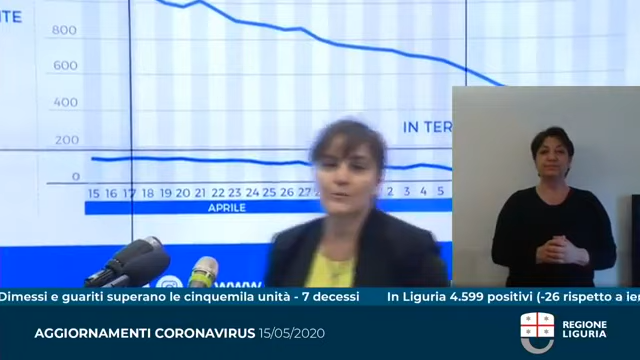 NTE
800
600
400
200
0
IN TER
15 16 17 18 19 20 21 22 23 24 25 26 27 2 3 4 5
APRILE
www.
Dimessi e guariti superano le cinquemila unità - 7 decessi In Liguria 4.599 positivi (-26 rispetto a ier
AGGIORNAMENTI CORONAVIRUS 15/05/2020
REGIONE
LIGURIA